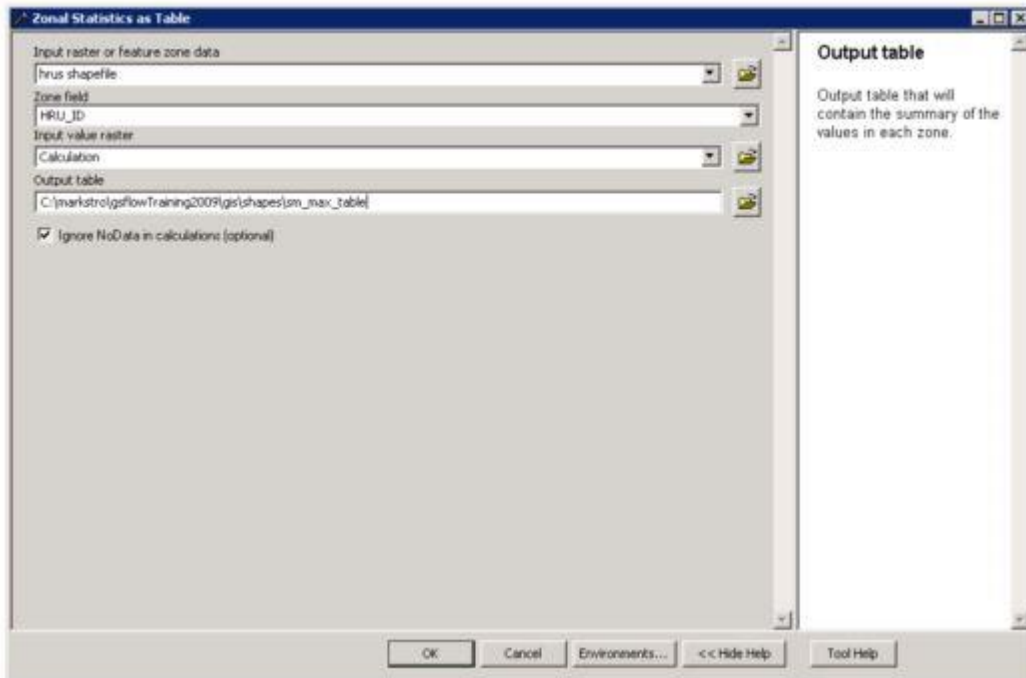 Zonal Statistics as Table
Input raster or feature zone data
hrus shapefile
Zone field
HRU_ID
Input value raster
Calculation
Output table
C:\markstro\gsflowTraining2009\gis\shapes\sm_max_table
Ignore NoData in calculations (optional)
Output table
Output table that will
contain the summary of the
values in each zone.
OK
Cancel
Environments...
<< Hide Help
Tool Help